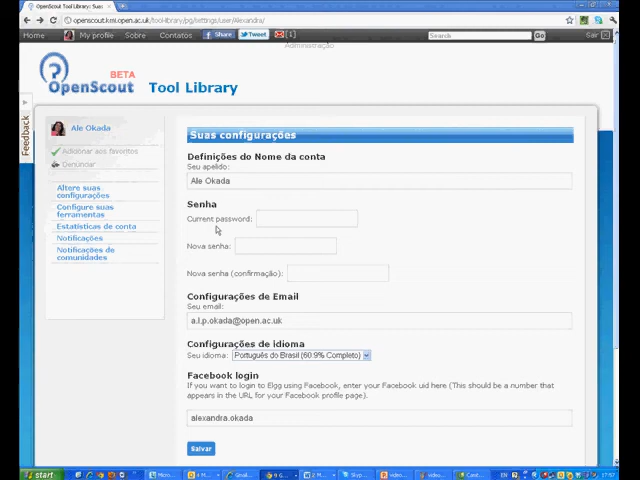 OpenScout Tool Library: Suas
openscout.kmi.open.ac.uk/tool-library/pg/settings/user/Alexandra/
Home
My profile
Sobre
Contatos
Share
Tweet
[1]
Search
Go
Sair
Administração
BETA
OpenScout
Tool Library
Feedback
Ale Okada
Adicionar aos favoritos
Denunciar
Altere suas
configurações
Configure suas
ferramentas
Estatísticas de conta
Notificações
Notificações de
comunidades
Suas configurações
Definições do Nome da conta
Seu apelido:
Ale Okada
Senha
Current password:
Nova senha:
Nova senha (confirmação):
Configurações de Email
Seu email:
a.l.p.okada@open.ac.uk
Configurações de idioma
Seu idioma: Português do Brasil (60.9% Completo)
Facebook login
If you want to login to Elgg using Facebook, enter your Facebook uid here (This should be a number that
appears in the URL for your Facebook profile page).
alexandra.okada
Salvar
start
EN
17:57